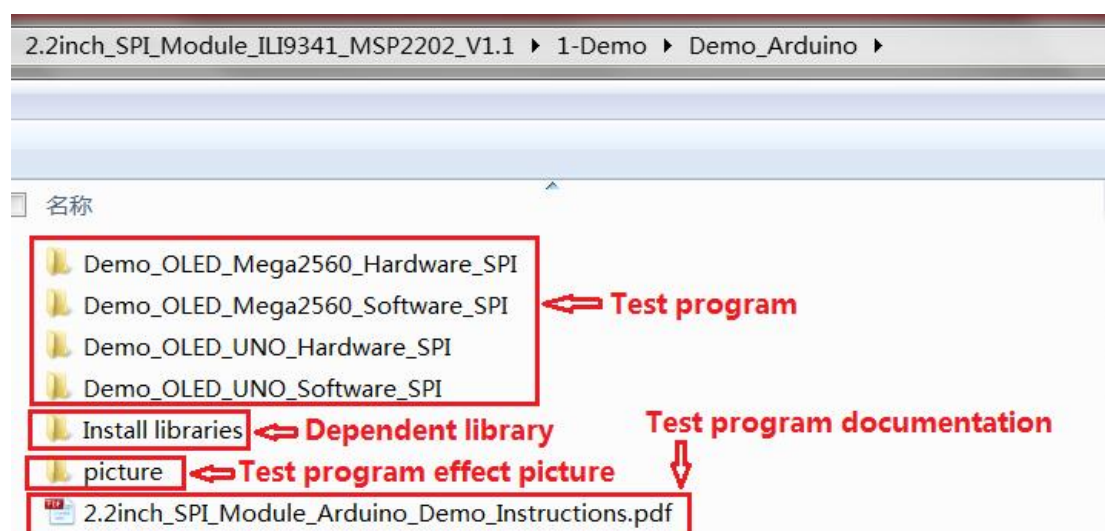 2.2inch_SPI_Module_ILI9341_MSP2202_V1.1 ▸ 1-Demo ▸ Demo_Arduino ▸
名称
Demo_OLED_Mega2560_Hardware_SPI
Demo_OLED_Mega2560_Software_SPI
Test program
Demo_OLED_UNO_Hardware_SPI
Demo_OLED_UNO_Software_SPI
Install libraries
Dependent library
Test program documentation
picture
Test program effect picture
2.2inch_SPI_Module_Arduino_Demo_Instructions.pdf